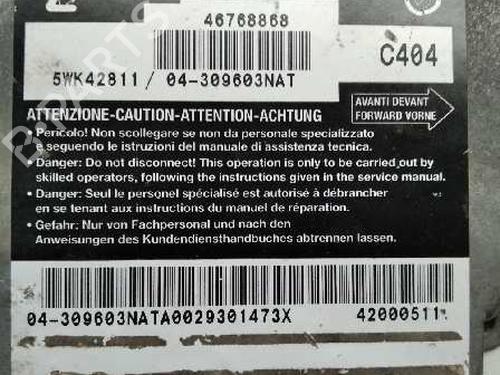 46768868
5WK42811 / 04-309603NAT
C404
ATTENZIONE-CAUTION-ATTENTION-ACHTUNG
AVANTI DEVANT
FORWARD VORNE
• Pericolo! Non scollegare se non da personale specializzato
e seguendo le istruzioni del manuale di assistenza tecnica.
• Danger: Do not disconnect! This operation is only to be carried out by
skilled operators, following the instructions given in the service manual.
• Danger: Seul le personel spécialisé est autorisé à débrancher
en se tenant aux instructions du manuel de réparation.
• Gefahr: Nur von Fachpersonal und nach den
Anweisungen des Kundendiensthandbuches abtrennen lassen.
04-309603NATA0029301473X
42000511